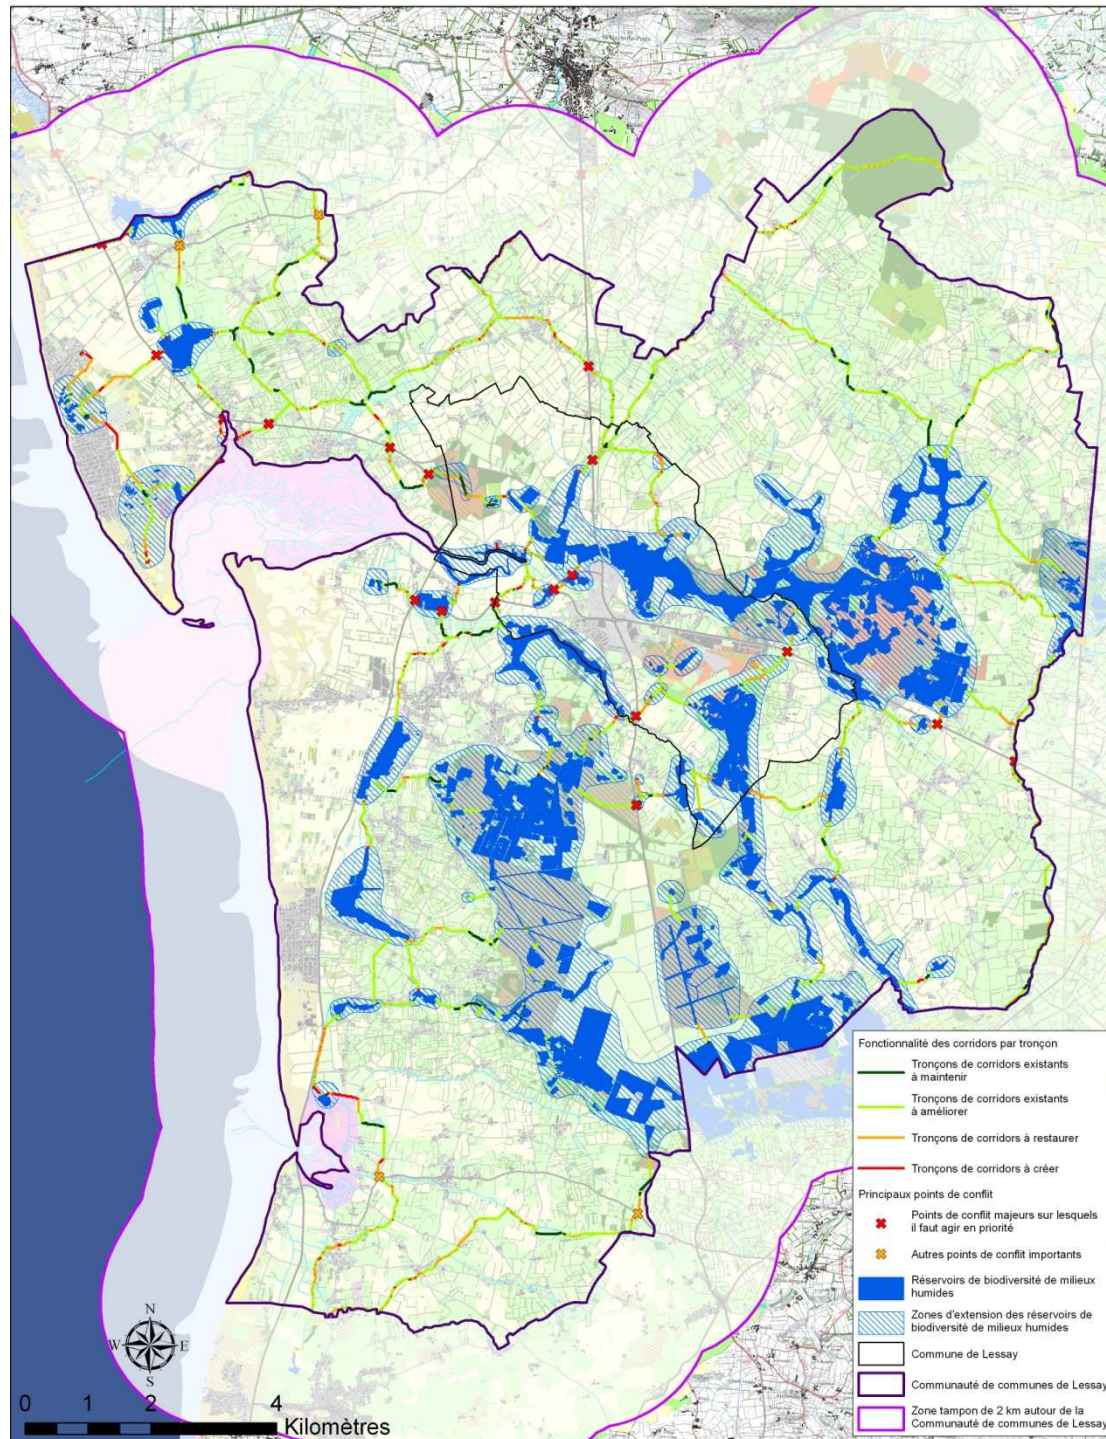 Fonctionnalité des corridors par tronçon
Tronçons de corridors existants
à maintenir
Tronçons de corridors existants
à améliorer
Tronçons de corridors à restaurer
Tronçons de corridors à créer
Principaux points de conflit
Points de conflit majeurs sur lesquels
il faut agir en priorité
Autres points de conflit importants
Réservoirs de biodiversité de milieux
humides
Zones d'extension des réservoirs de
biodiversité de milieux humides
Commune de Lessay
Communauté de communes de Lessay
Zone tampon de 2 km autour de la
Communauté de communes de Lessay
N
W E
S
0 1 2 4
Kilomètres